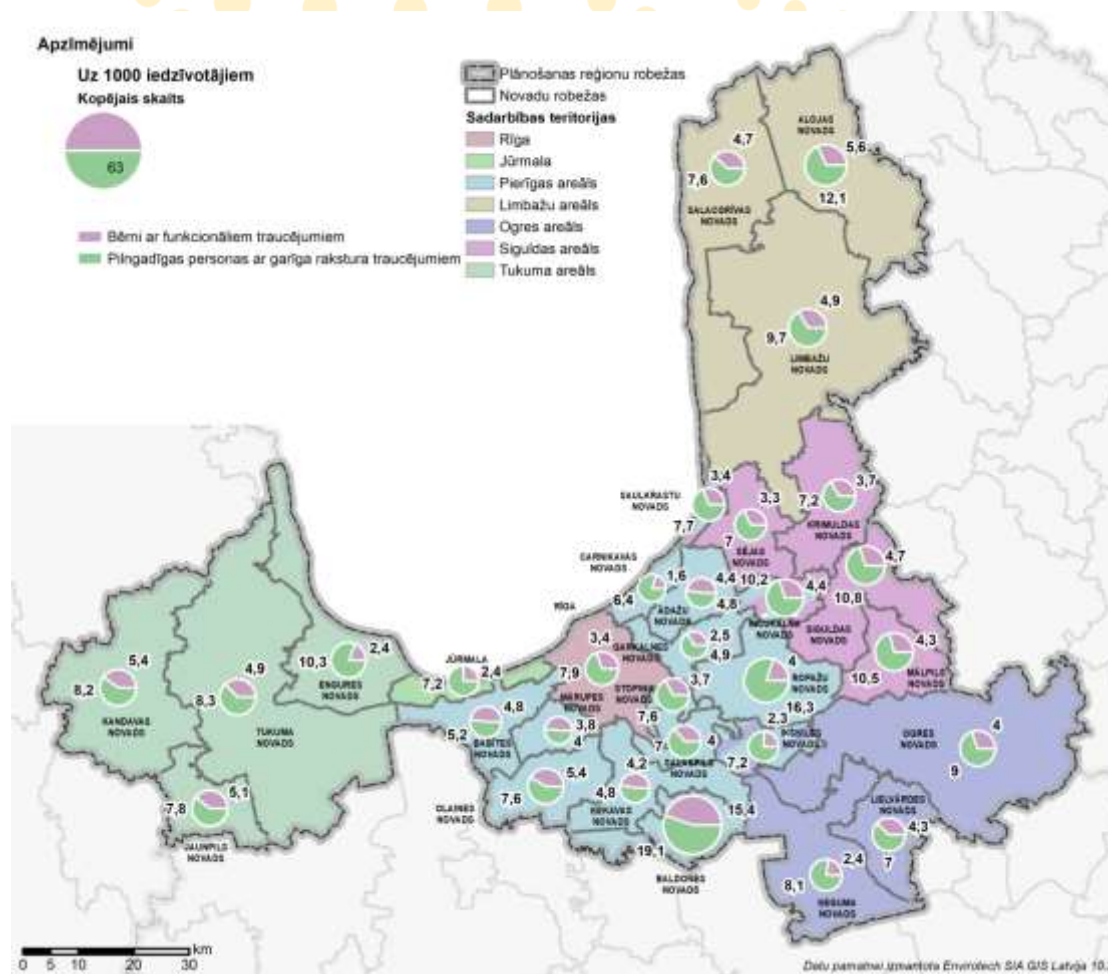 Apzīmējumi
Uz 1000 iedzīvotājiem
Kopējais skaits
63
Bērni ar funkcionāliem traucējumiem
Pilngadīgas personas ar garīga rakstura traucējumiem
Plānošanas reģionu robežas
Novadu robežas
Sadarbības teritorijas
Rīga
Jūrmala
Pierīgas areāls
Limbažu areāls
Ogres areāls
Siguldas areāls
Tukuma areāls
ALOJAS
NOVADS
5,6
12,1
4,7
7,6
SALACGRĪVAS
NOVADS
4,9
9,7
LIMBAŽU
NOVADS
SAULKRASTU
NOVADS
3,4
7,7
3,3
7
SĒJAS
NOVADS
3,7
7,2
KRIMULDAS
NOVADS
CARNIKAVAS
NOVADS
1,6
6,4
4,4
4,8
ĀDAŽU
NOVADS
10,2
4,4
4,7
10,8
SIGULDAS
NOVADS
4,3
10,5
MĀLPILS
NOVADS
RĪGA
3,4
7,9
GARKALNES
NOVADS
2,5
4,9
4
16,3
ROPAŽU
NOVADS
STOPIŅU
NOVADS
3,7
7,6
MĀRUPES
NOVADS
3,8
4
JŪRMALA
2,4
7,2
2,4
10,3
ENGURES
NOVADS
5,4
8,2
KANDAVAS
NOVADS
4,9
8,3
TUKUMA
NOVADS
5,1
7,8
JAUNPILS
NOVADS
4,8
5,2
BABĪTES
NOVADS
OLAINES
NOVADS
5,4
7,6
4,2
4,8
ĶEKAVAS
NOVADS
4
SALASPILS
NOVADS
2,3
7,2
IKŠĶILES
NOVADS
15,4
19,1
BALDONES
NOVADS
OGRES
NOVADS
4
9
LIELVĀRDES
NOVADS
4,3
7
2,4
8,1
ĶEGUMA
NOVADS
km
0 5 10 20 30
Datu pamatnei izmantota Envirotech SIA GIS Latvija 10.